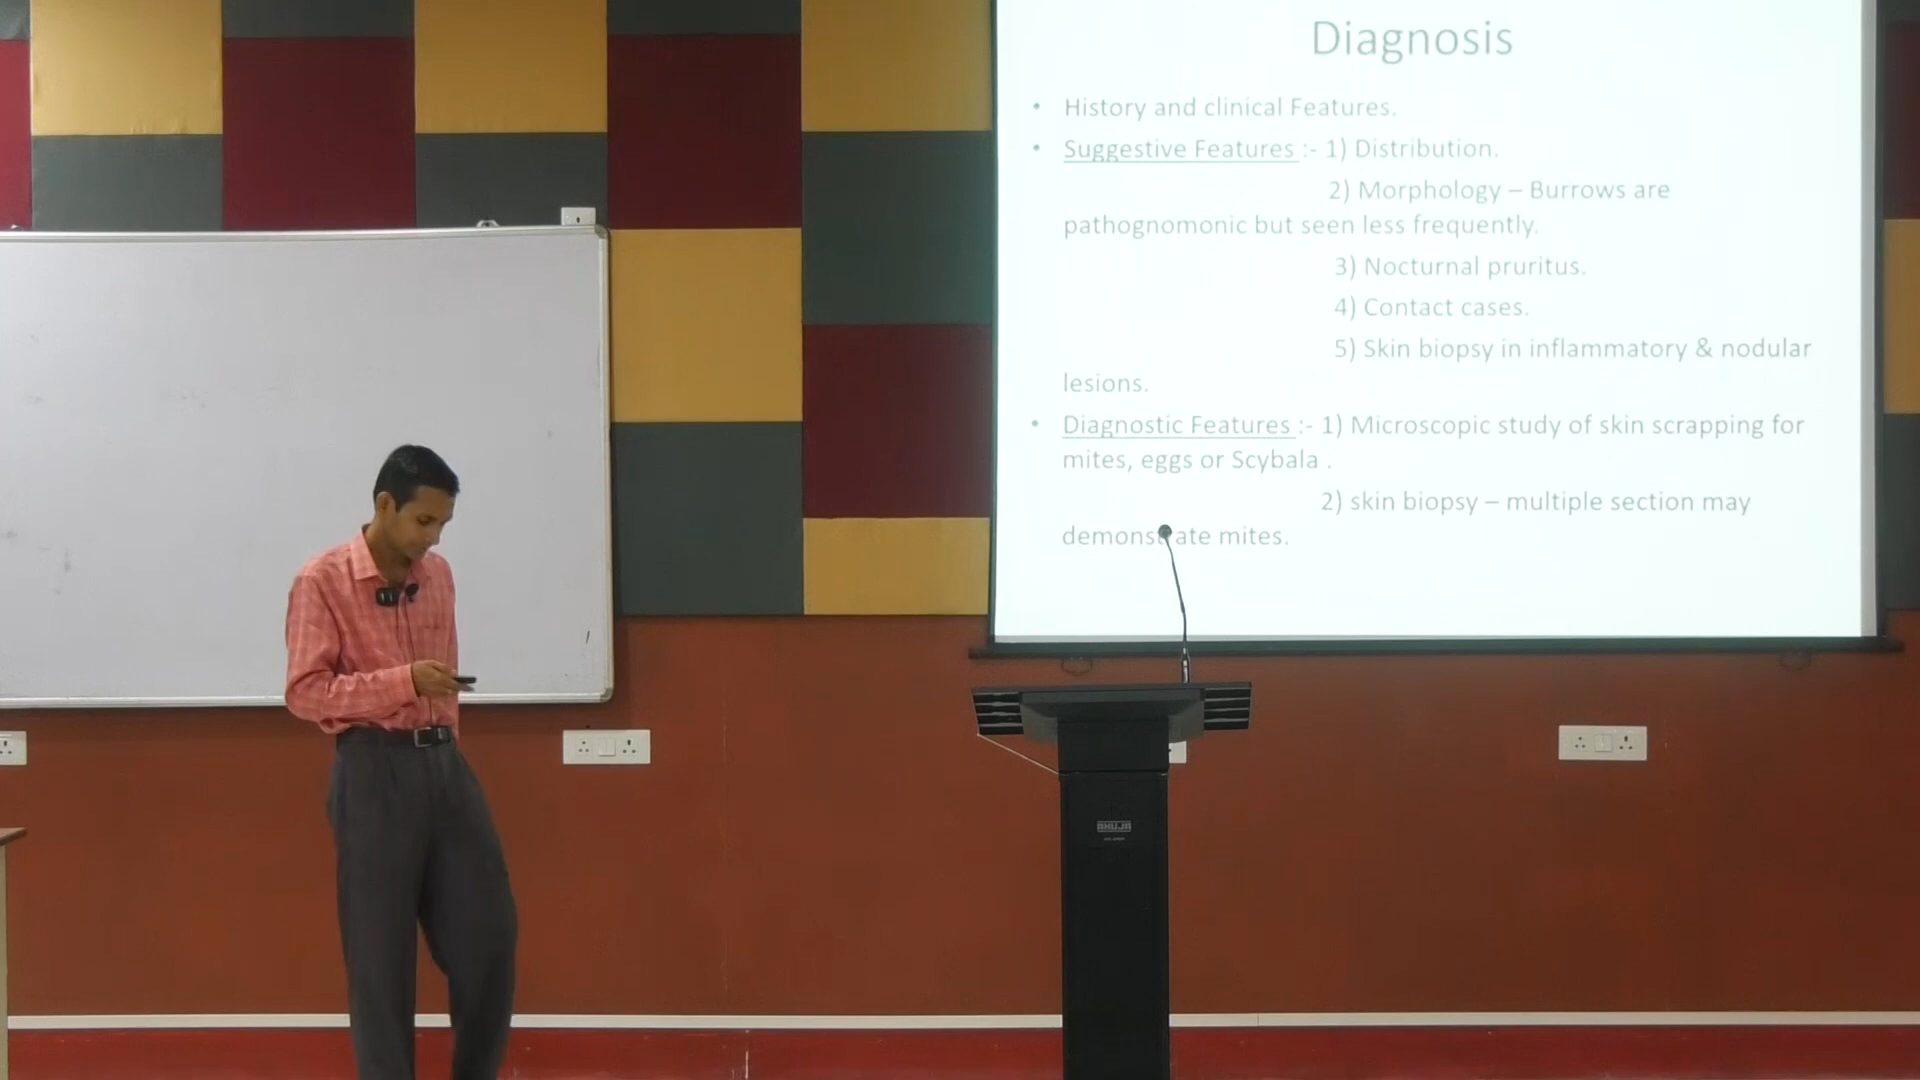 Diagnosis
• History and clinical Features.
• Suggestive Features :- 1) Distribution.
2) Morphology – Burrows are
pathognomonic but seen less frequently.
3) Nocturnal pruritus.
4) Contact cases.
5) Skin biopsy in inflammatory & nodular
lesions.
• Diagnostic Features :- 1) Microscopic study of skin scrapping for
mites, eggs or Scybala .
2) skin biopsy – multiple section may
demonstrate mites.